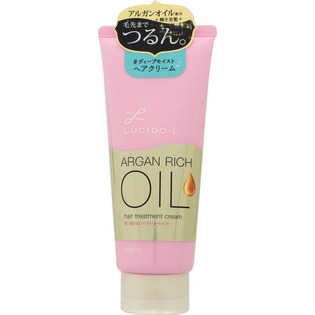 アルガンオイル配合
毛先まで
つるん。
#ディープモイスト
ヘアクリーム
LÚCIDO-L
ARGAN RICH
OIL
hair treatment cream